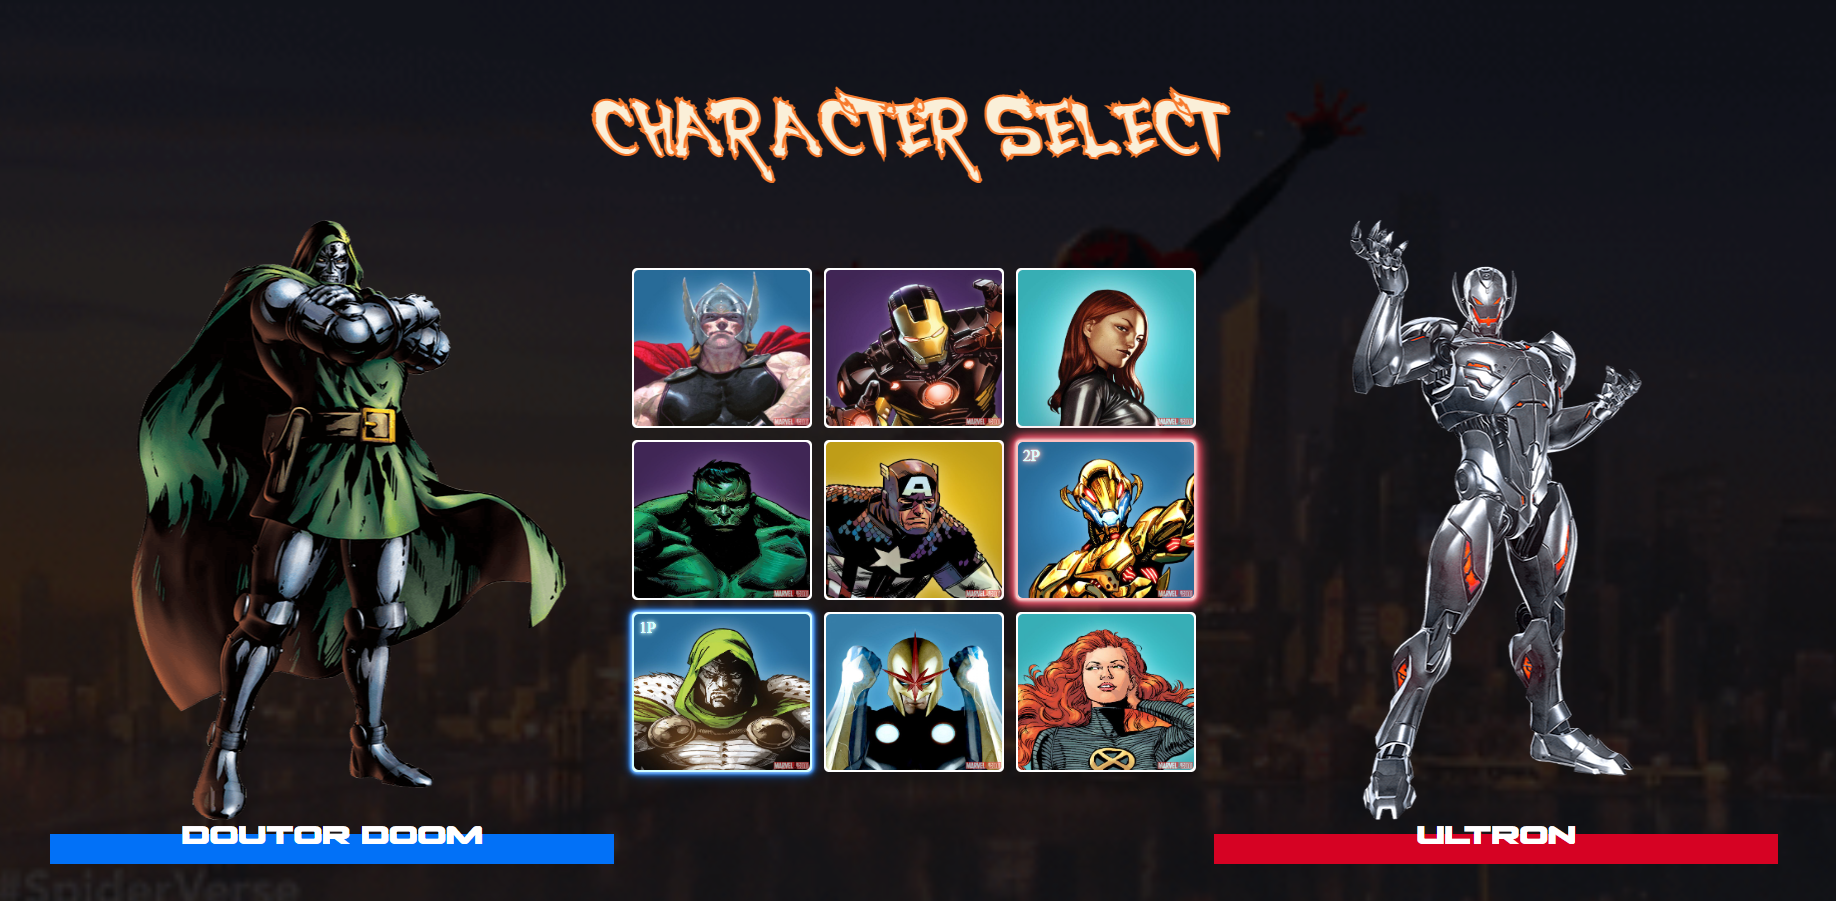 CHARACTER SELECT
2P
1P
DOUTOR DOOM
ULTRON
#SpiderVerse